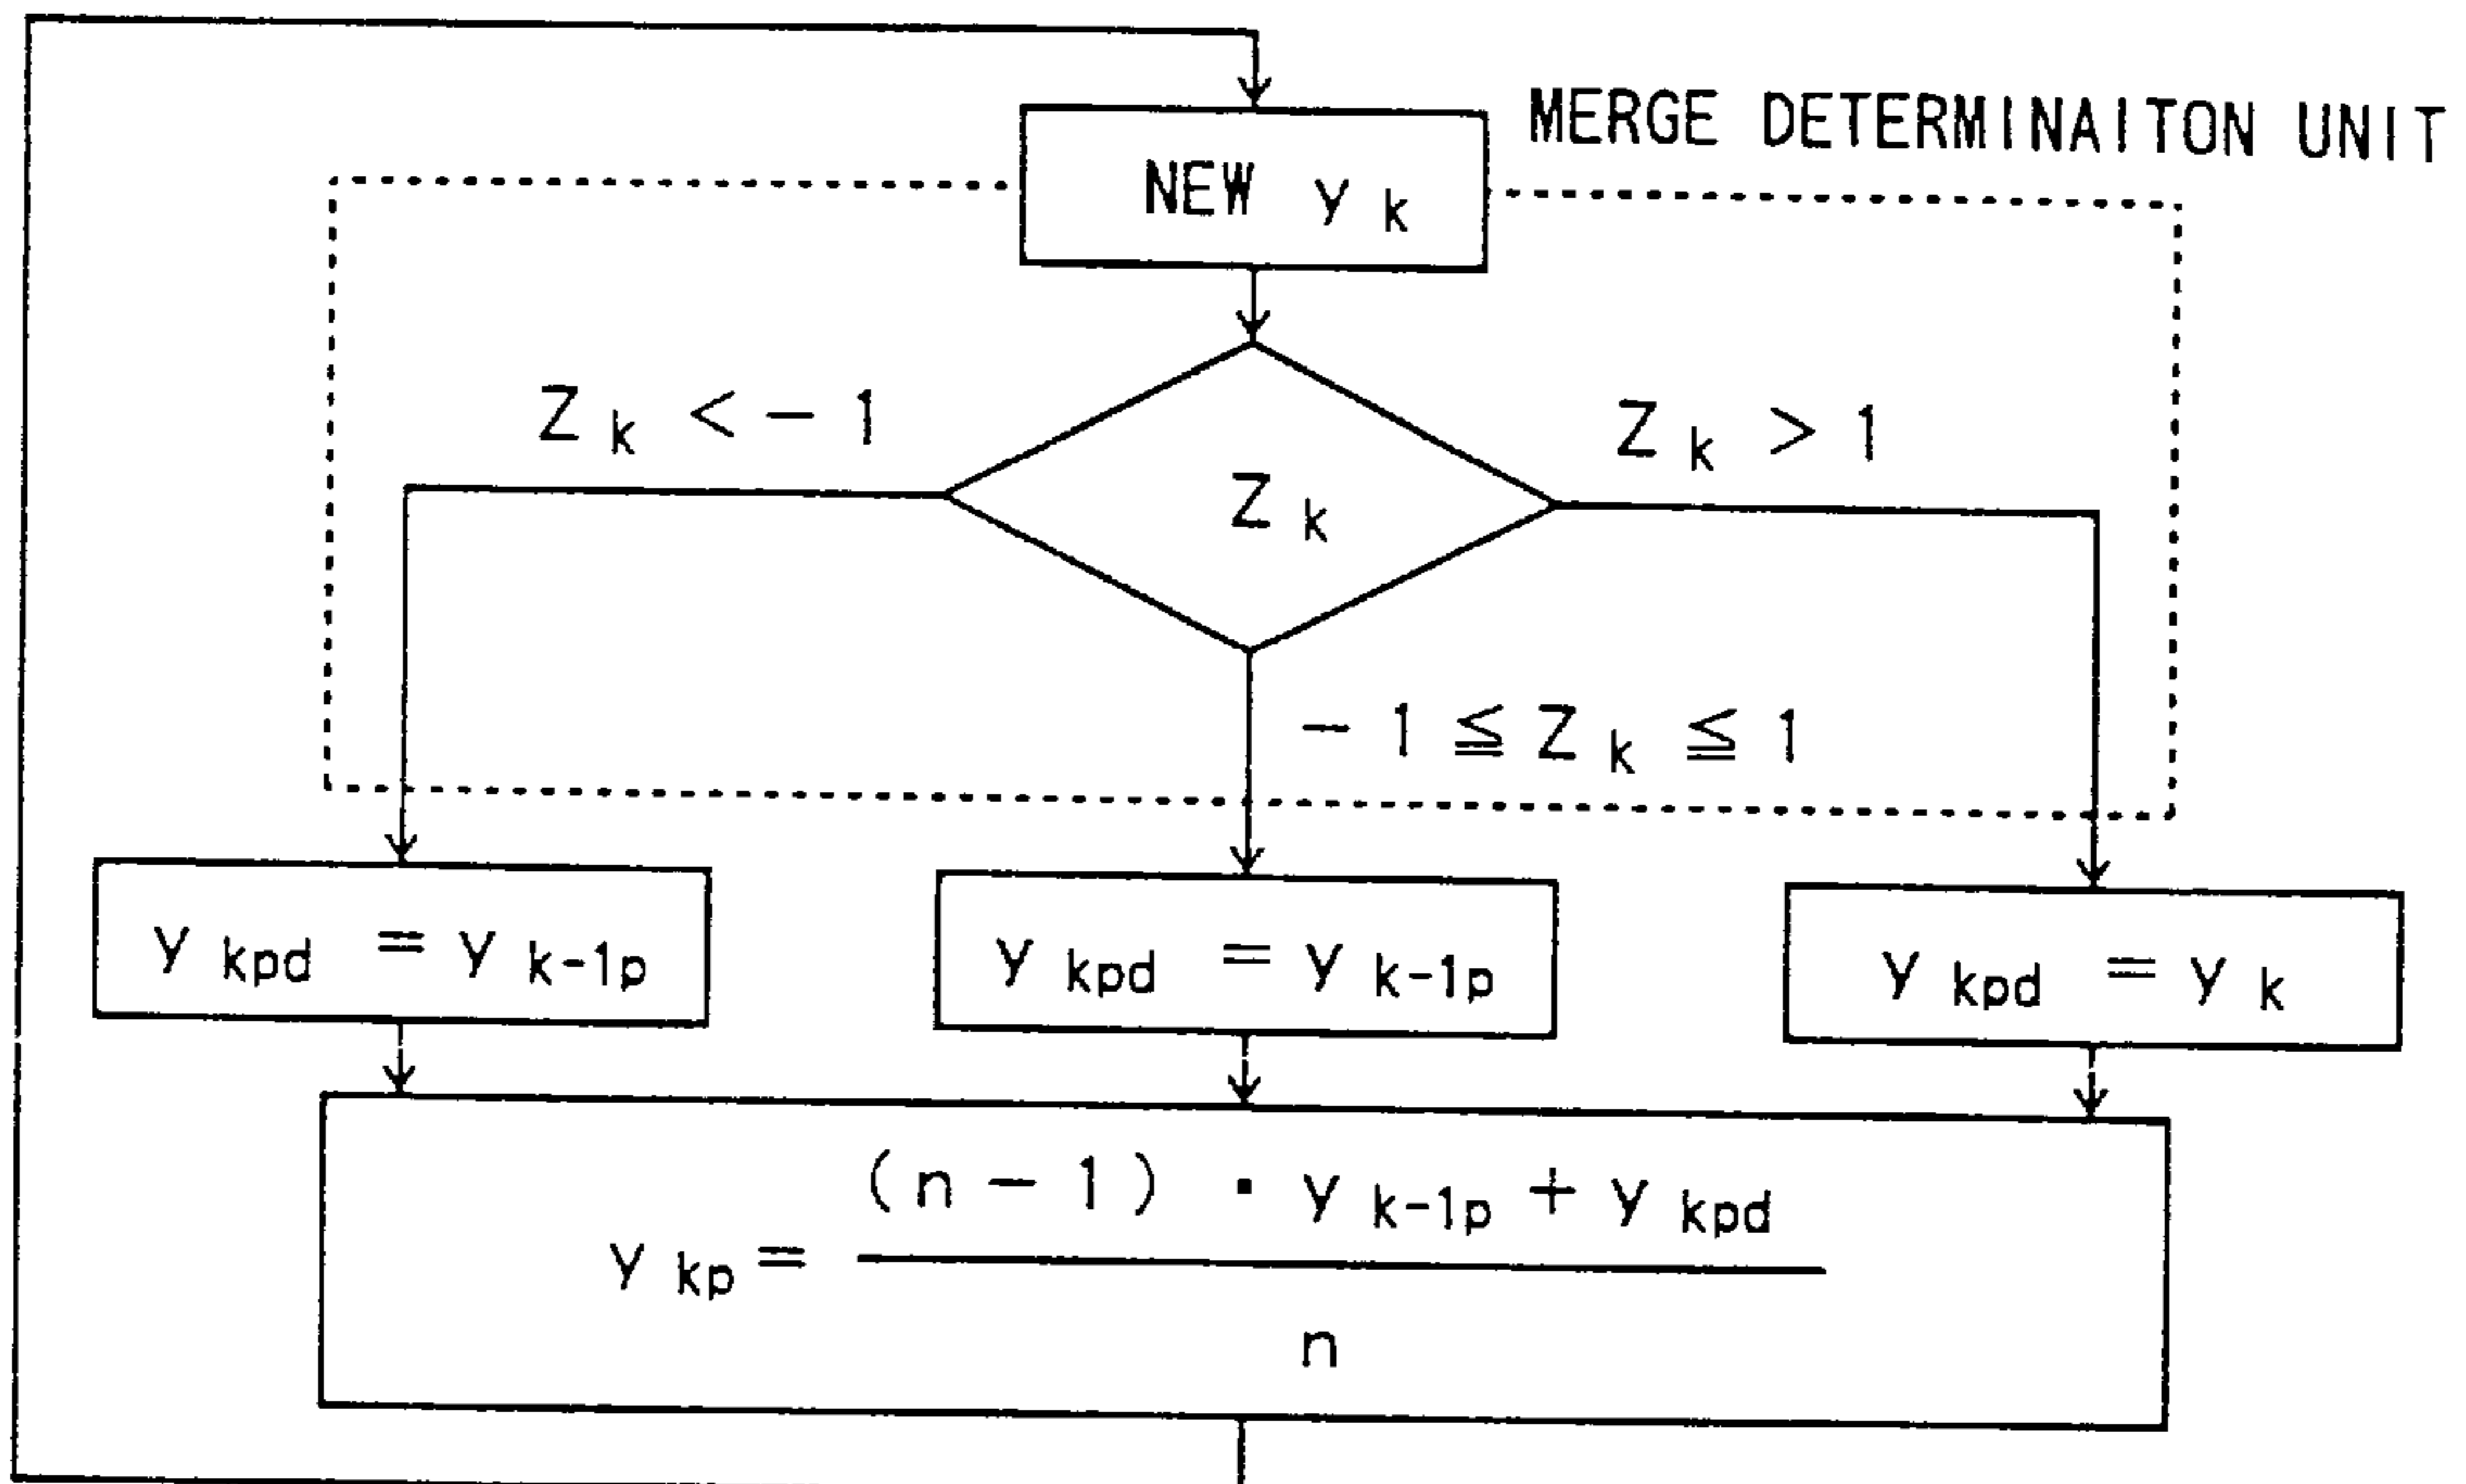 MERGE DETERMINAITON UNIT
NEW y k
Z k < - 1
Z k > 1
Z k
- 1 ≦ Z k ≦ 1
y kpd = y k-1p
y kpd = y k-1p
y kpd = y k
( n - 1 ) ・ y k-1p + y kpd
y kp =
n